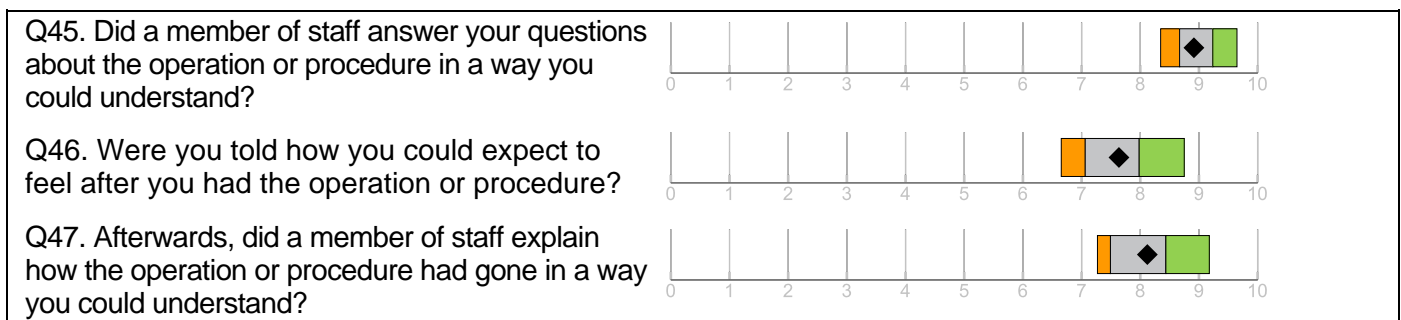 Q45. Did a member of staff answer your questions
about the operation or procedure in a way you
could understand?
0 1 2 3 4 5 6 7 8 9 10
Q46. Were you told how you could expect to
feel after you had the operation or procedure?
0 1 2 3 4 5 6 7 8 9 10
Q47. Afterwards, did a member of staff explain
how the operation or procedure had gone in a way
you could understand?
0 1 2 3 4 5 6 7 8 9 10